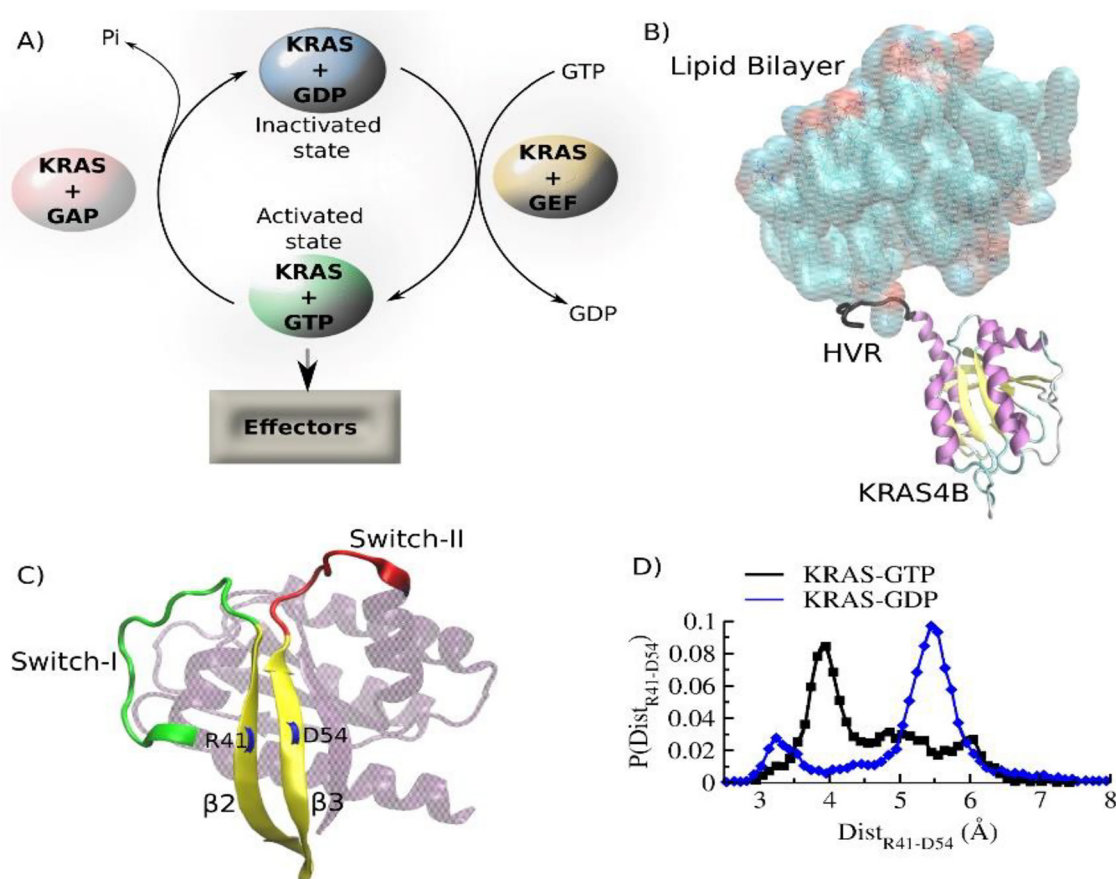 A)
Pi
KRAS
+
GDP
Inactivated
state
GTP
KRAS
+
GAP
KRAS
+
GEF
Activated
state
KRAS
+
GTP
GDP
Effectors
B)
Lipid Bilayer
HVR
KRAS4B
C)
Switch-II
Switch-I
R41
D54
β2
β3
D)
KRAS-GTP
KRAS-GDP
P(Dist_R41-D54)
0.1
0.08
0.06
0.04
0.02
0
3 4 5 6 7 8
Dist_R41-D54 (Å)